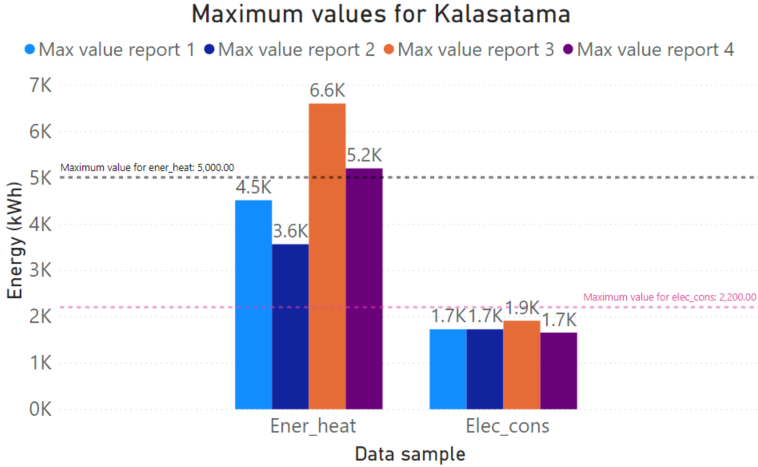 Maximum values for Kalasatama
Max value report 1 Max value report 2 Max value report 3 Max value report 4
7K
6.6K
6K
5.2K
Maximum value for ener_heat: 5,000.00
5K
4.5K
4K
3.6K
3K
Maximum value for elec_cons: 2,200.00
2K
1.7K 1.7K 1.9K 1.7K
1K
0K
Energy (kWh)
Ener_heat Elec_cons
Data sample